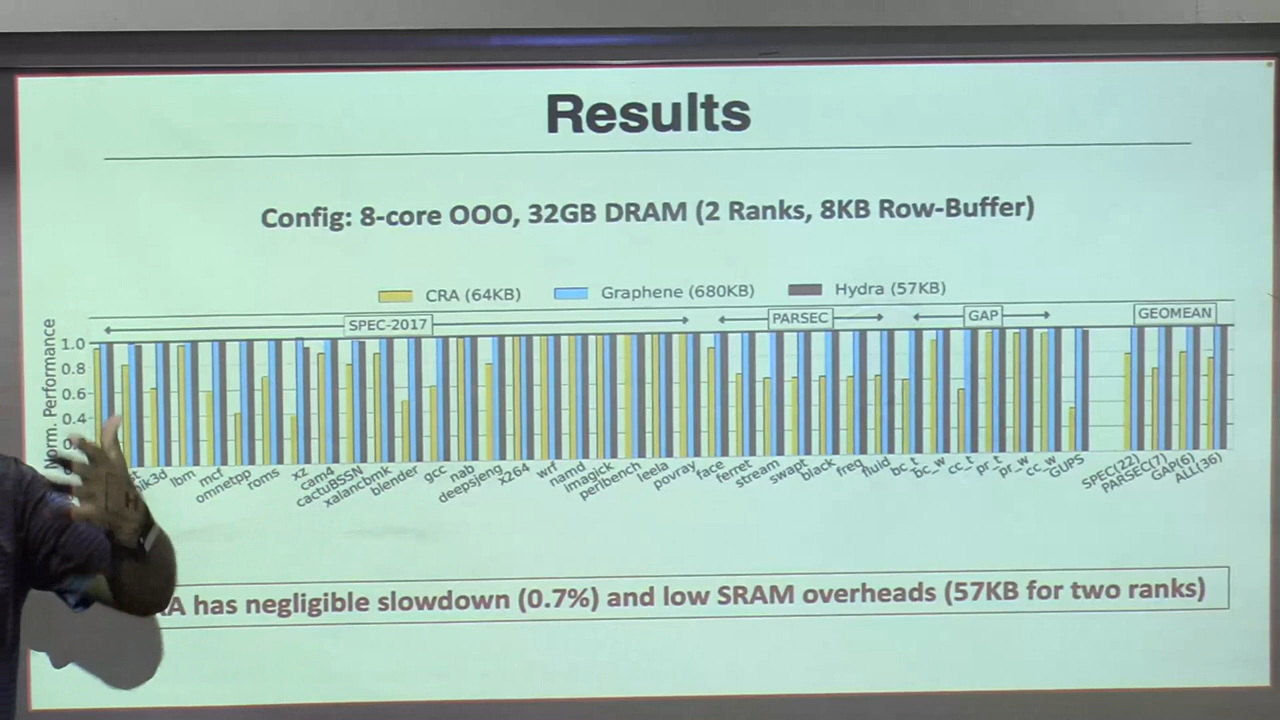 Results
Config: 8-core OOO, 32GB DRAM (2 Ranks, 8KB Row-Buffer)
CRA (64KB) Graphene (680KB) Hydra (57KB)
SPEC-2017 PARSEC GAP GEOMEAN
Norm. Performance
1.0
0.8
0.6
0.4
lbm mcf omnetpp roms xz cam4 cactuBSSN xalancbmk blender gcc nab deepsjeng x264 wrf namd imagick perlbench leela povray face ferret stream swapt black freq fluid bc_t bc_w cc_t pr_t pr_w cc_w GUPS SPEC(22) PARSEC(7) GAP(6) ALL(36)
has negligible slowdown (0.7%) and low SRAM overheads (57KB for two ranks)